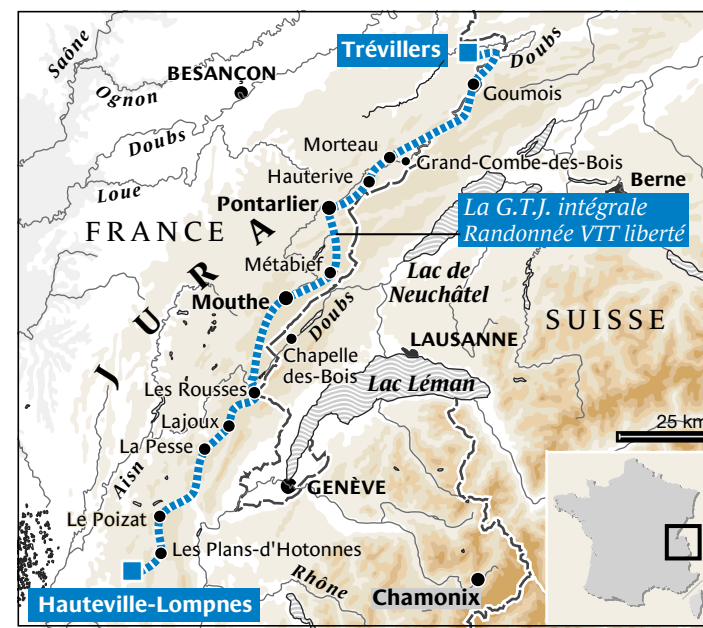 Saône
Trévillers
Doubs
BESANÇON
Ognon
Goumois
Doubs
Morteau
Grand-Combe-des-Bois
Hauterive
Loue
Berne
Pontarlier
La G.T.J. intégrale
Randonnée VTT liberté
FRANCE
JURA
Métabief
Lac de
Neuchâtel
Mouthe
Doubs
SUISSE
LAUSANNE
Chapelle
des-Bois
Lac Léman
Les Rousses
25 km
Lajoux
La Pesse
Aisn
GENÈVE
Le Poizat
Les Plans-d'Hotonnes
Rhône
Chamonix
Hauteville-Lompnes